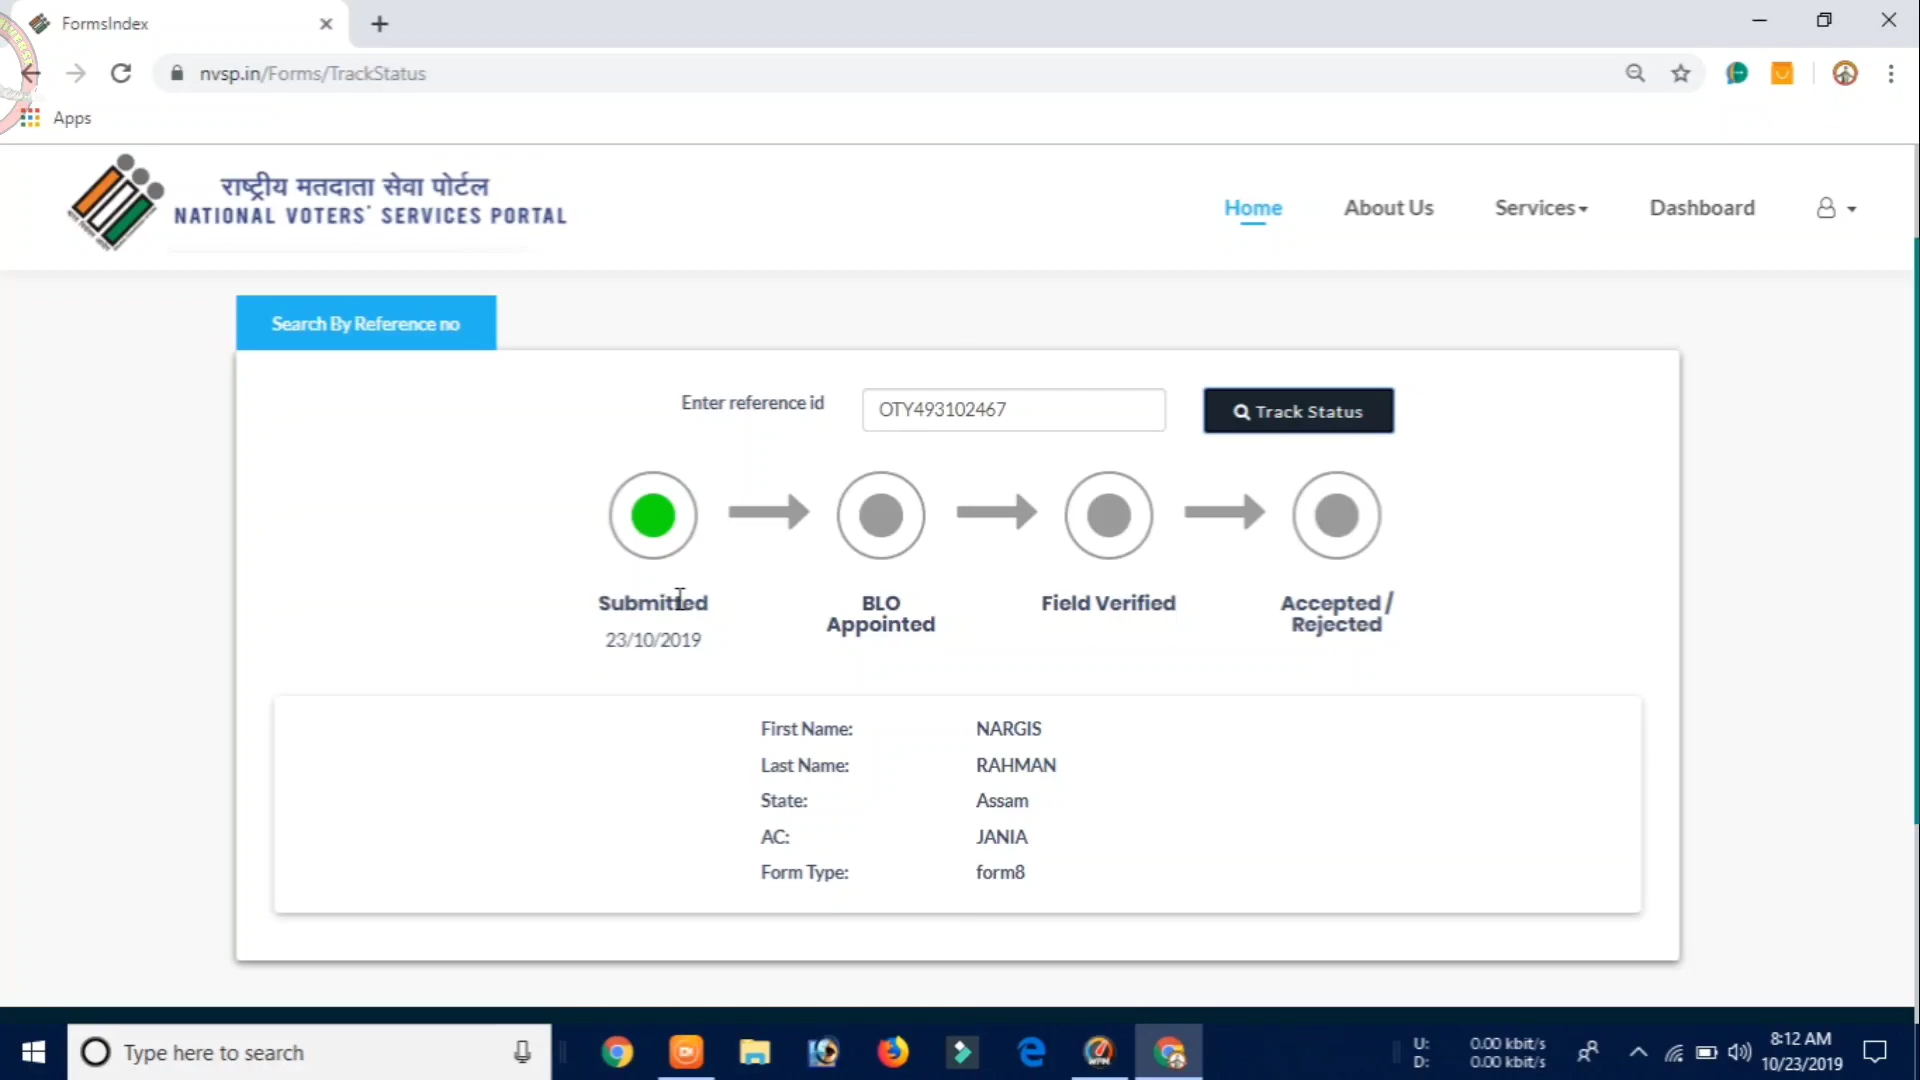 FormsIndex
nvsp.in/Forms/TrackStatus
Apps
राष्ट्रीय मतदाता सेवा पोर्टल
NATIONAL VOTERS' SERVICES PORTAL
Home
About Us
Services
Dashboard
Search By Reference no
Enter reference id
OTY493102467
Track Status
Submitted
23/10/2019
BLO
Appointed
Field Verified
Accepted /
Rejected
First Name: NARGIS
Last Name: RAHMAN
State: Assam
AC: JANIA
Form Type: form8
Type here to search
U: 0.00 kbit/s
D: 0.00 kbit/s
8:12 AM
10/23/2019